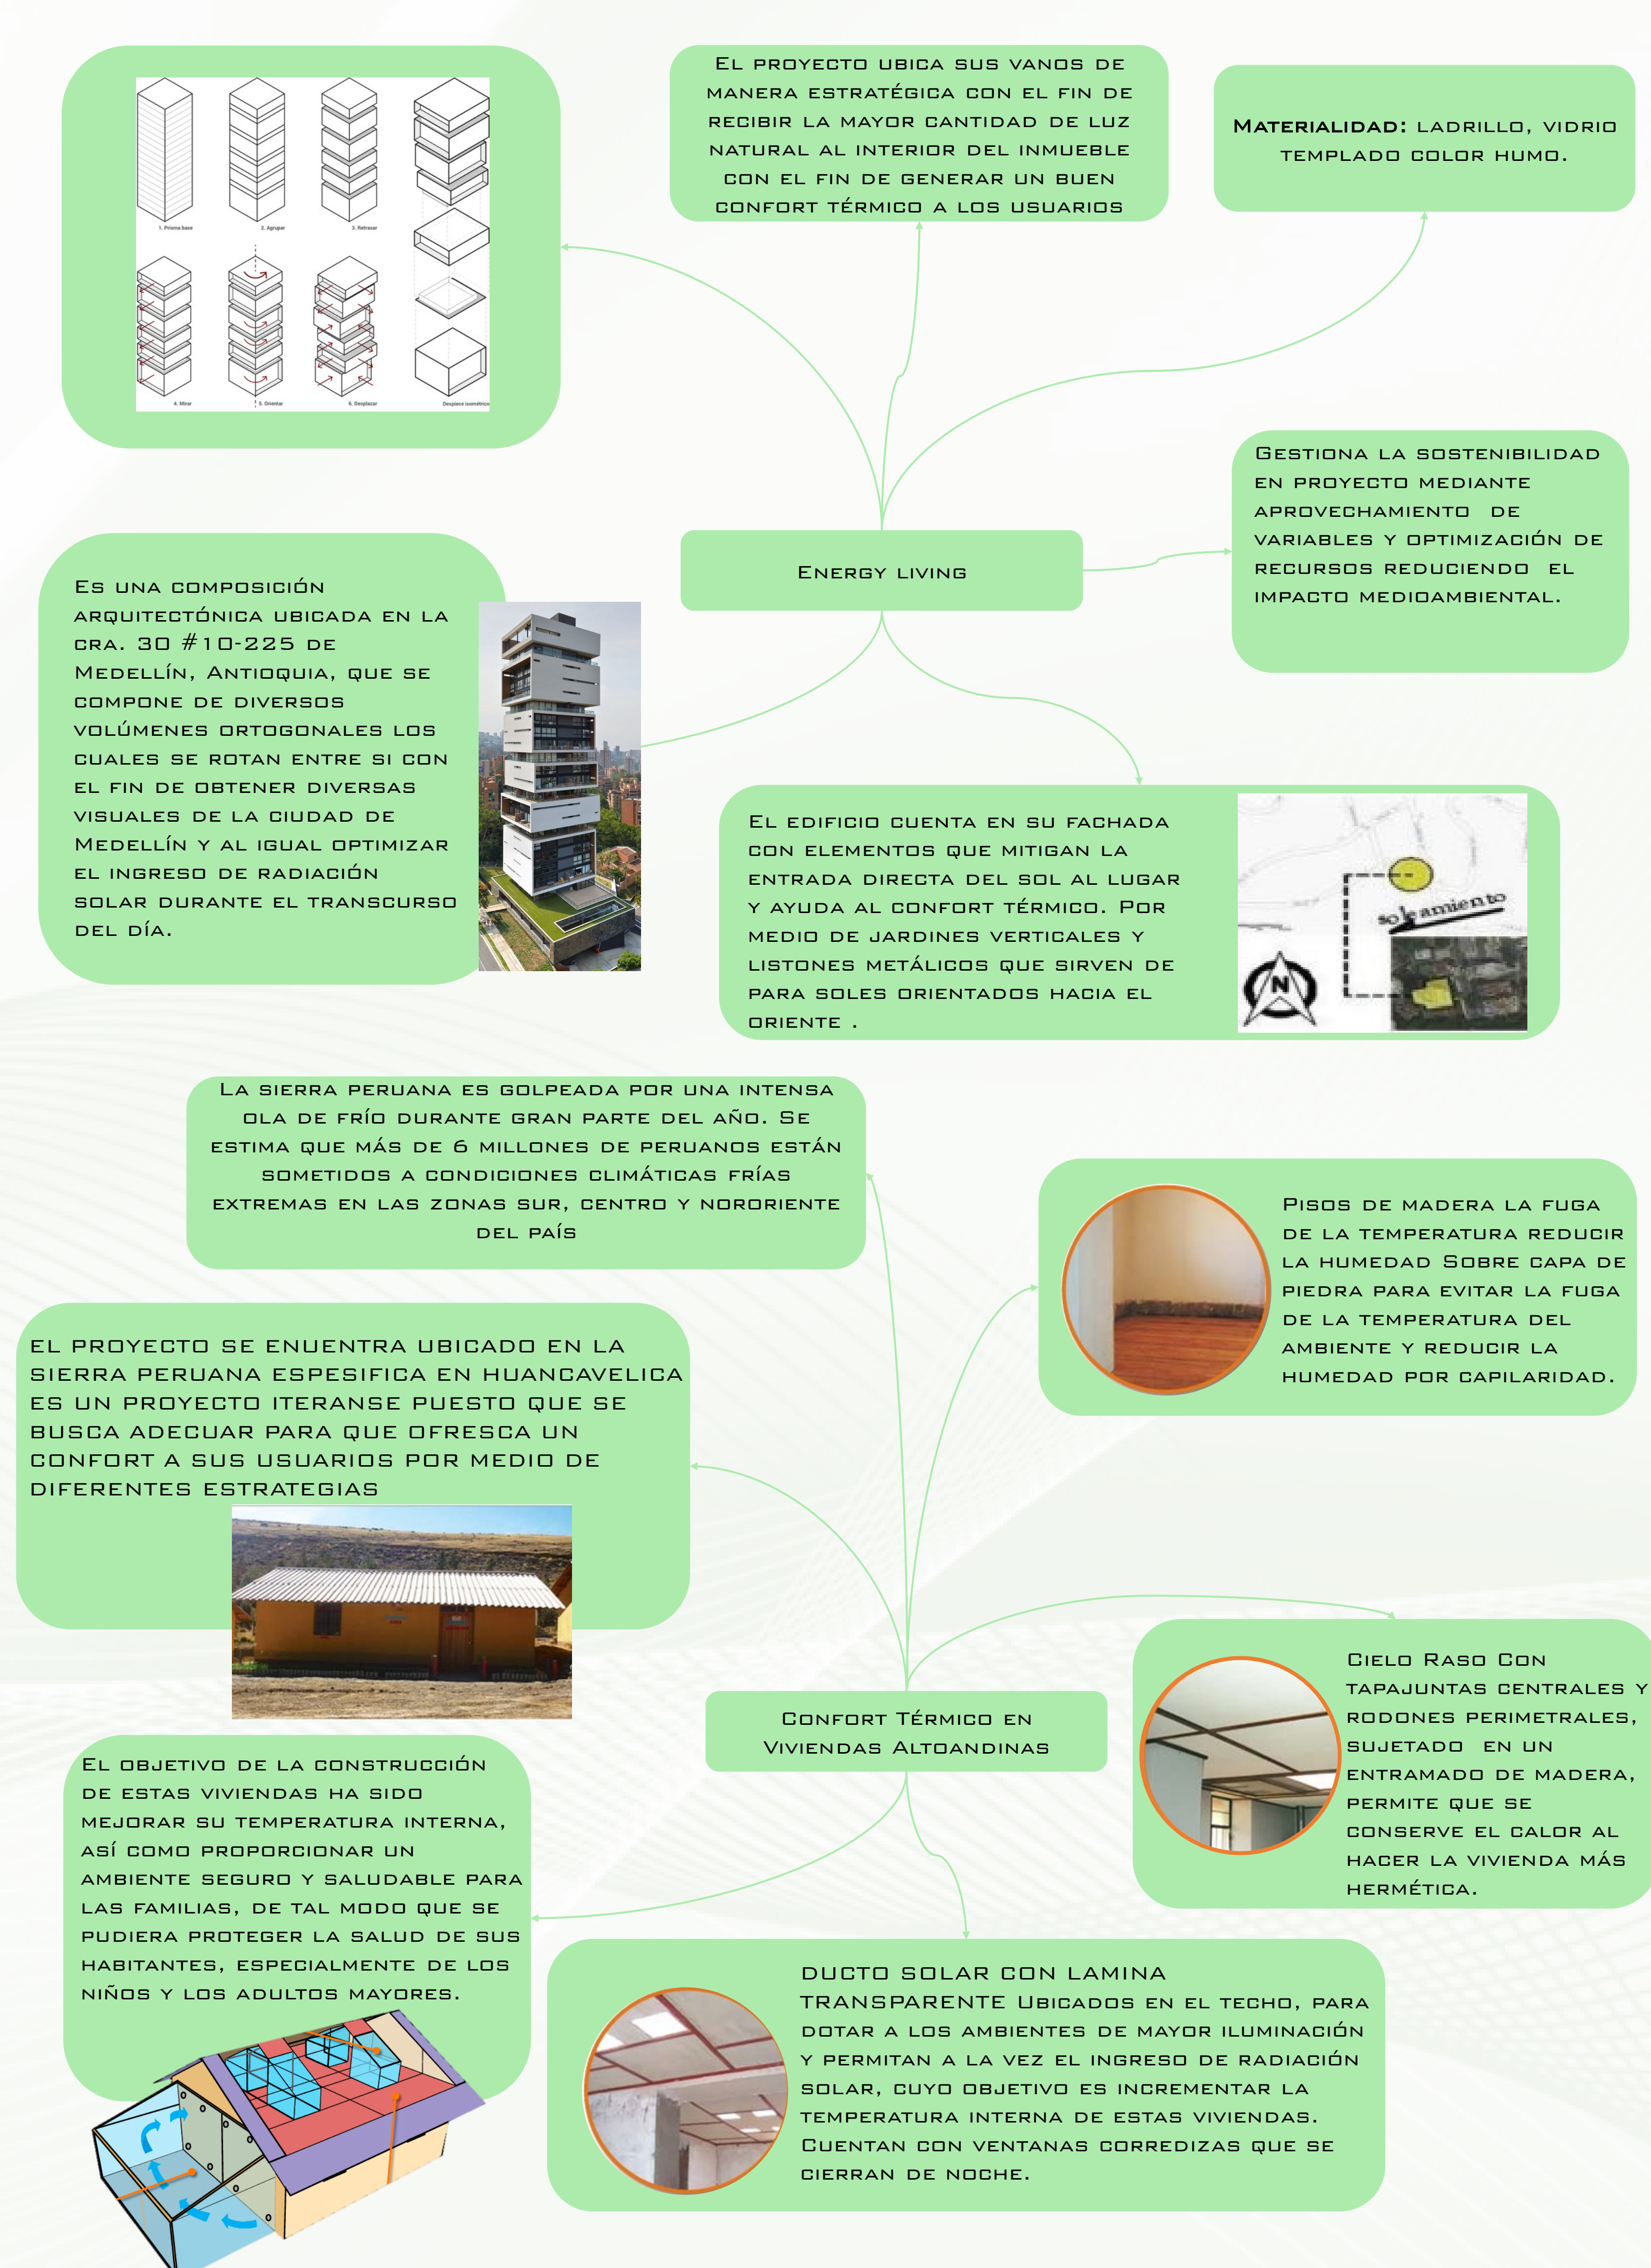 1. Prisma base
2. Agrupar
3. Retrasar
4. Mirar
5. Orientar
6. Desplazar
Despiece isométrico
El proyecto ubica sus vanos de
manera estratégica con el fin de
recibir la mayor cantidad de luz
natural al interior del inmueble
con el fin de generar un buen
confort térmico a los usuarios
Materialidad: ladrillo, vidrio
templado color humo.
Gestiona la sostenibilidad
en proyecto mediante
aprovechamiento de
variables y optimización de
recursos reduciendo el
impacto medioambiental.
Energy living
Es una composición
arquitectónica ubicada en la
cra. 30 #10-225 de
Medellín, Antioquia, que se
compone de diversos
volúmenes ortogonales los
cuales se rotan entre si con
el fin de obtener diversas
visuales de la ciudad de
Medellín y al igual optimizar
el ingreso de radiación
solar durante el transcurso
del día.
El edificio cuenta en su fachada
con elementos que mitigan la
entrada directa del sol al lugar
y ayuda al confort térmico. Por
medio de jardines verticales y
listones metálicos que sirven de
para soles orientados hacia el
oriente .
soleamiento
N
La sierra peruana es golpeada por una intensa
ola de frío durante gran parte del año. Se
estima que más de 6 millones de peruanos están
sometidos a condiciones climáticas frías
extremas en las zonas sur, centro y nororiente
del país
Pisos de madera la fuga
de la temperatura reducir
la humedad Sobre capa de
piedra para evitar la fuga
de la temperatura del
ambiente y reducir la
humedad por capilaridad.
EL PROYECTO SE ENUENTRA UBICADO EN LA
SIERRA PERUANA ESPESIFICA EN HUANCAVELICA
ES UN PROYECTO ITERANSE PUESTO QUE SE
BUSCA ADECUAR PARA QUE OFRESCA UN
CONFORT A SUS USUARIOS POR MEDIO DE
DIFERENTES ESTRATEGIAS
Cielo Raso Con
tapajuntas centrales y
rodones perimetrales,
sujetado en un
entramado de madera,
permite que se
conserve el calor al
hacer la vivienda más
hermética.
Confort Térmico en
Viviendas Altoandinas
El objetivo de la construcción
de estas viviendas ha sido
mejorar su temperatura interna,
así como proporcionar un
ambiente seguro y saludable para
las familias, de tal modo que se
pudiera proteger la salud de sus
habitantes, especialmente de los
niños y los adultos mayores.
DUCTO SOLAR CON LAMINA
TRANSPARENTE Ubicados en el techo, para
dotar a los ambientes de mayor iluminación
y permitan a la vez el ingreso de radiación
solar, cuyo objetivo es incrementar la
temperatura interna de estas viviendas.
Cuentan con ventanas corredizas que se
cierran de noche.